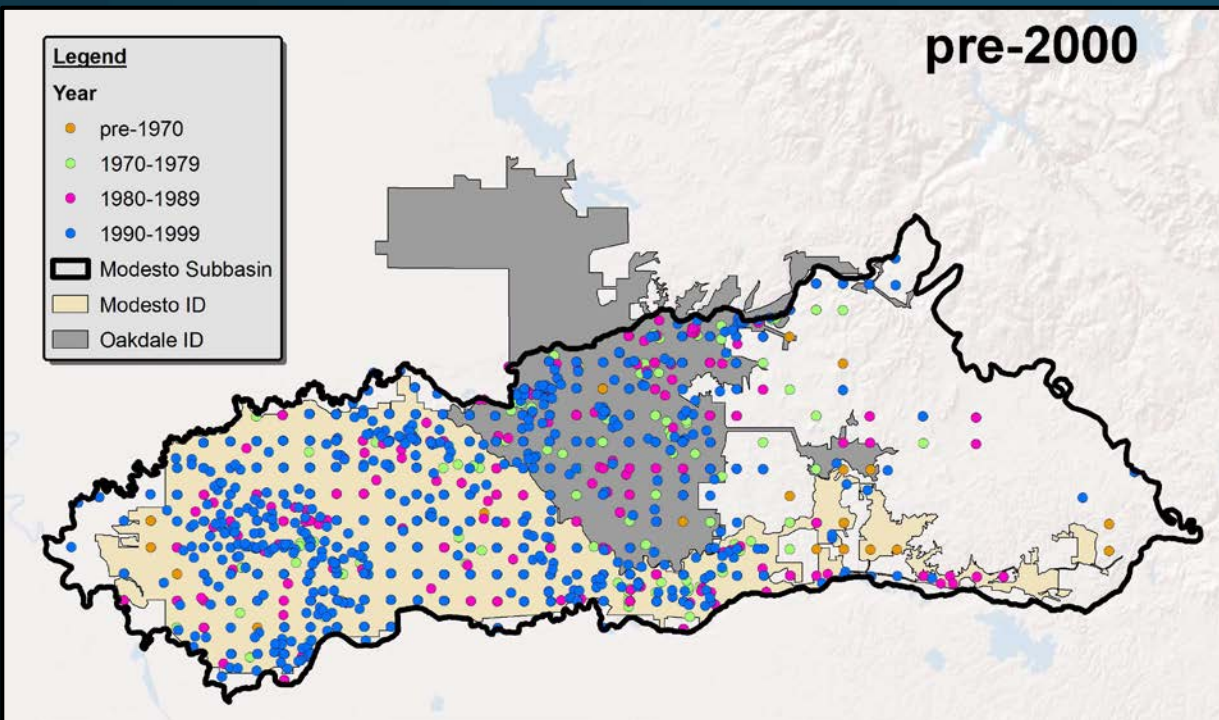 pre-2000
Legend
Year
pre-1970
1970-1979
1980-1989
1990-1999
Modesto Subbasin
Modesto ID
Oakdale ID